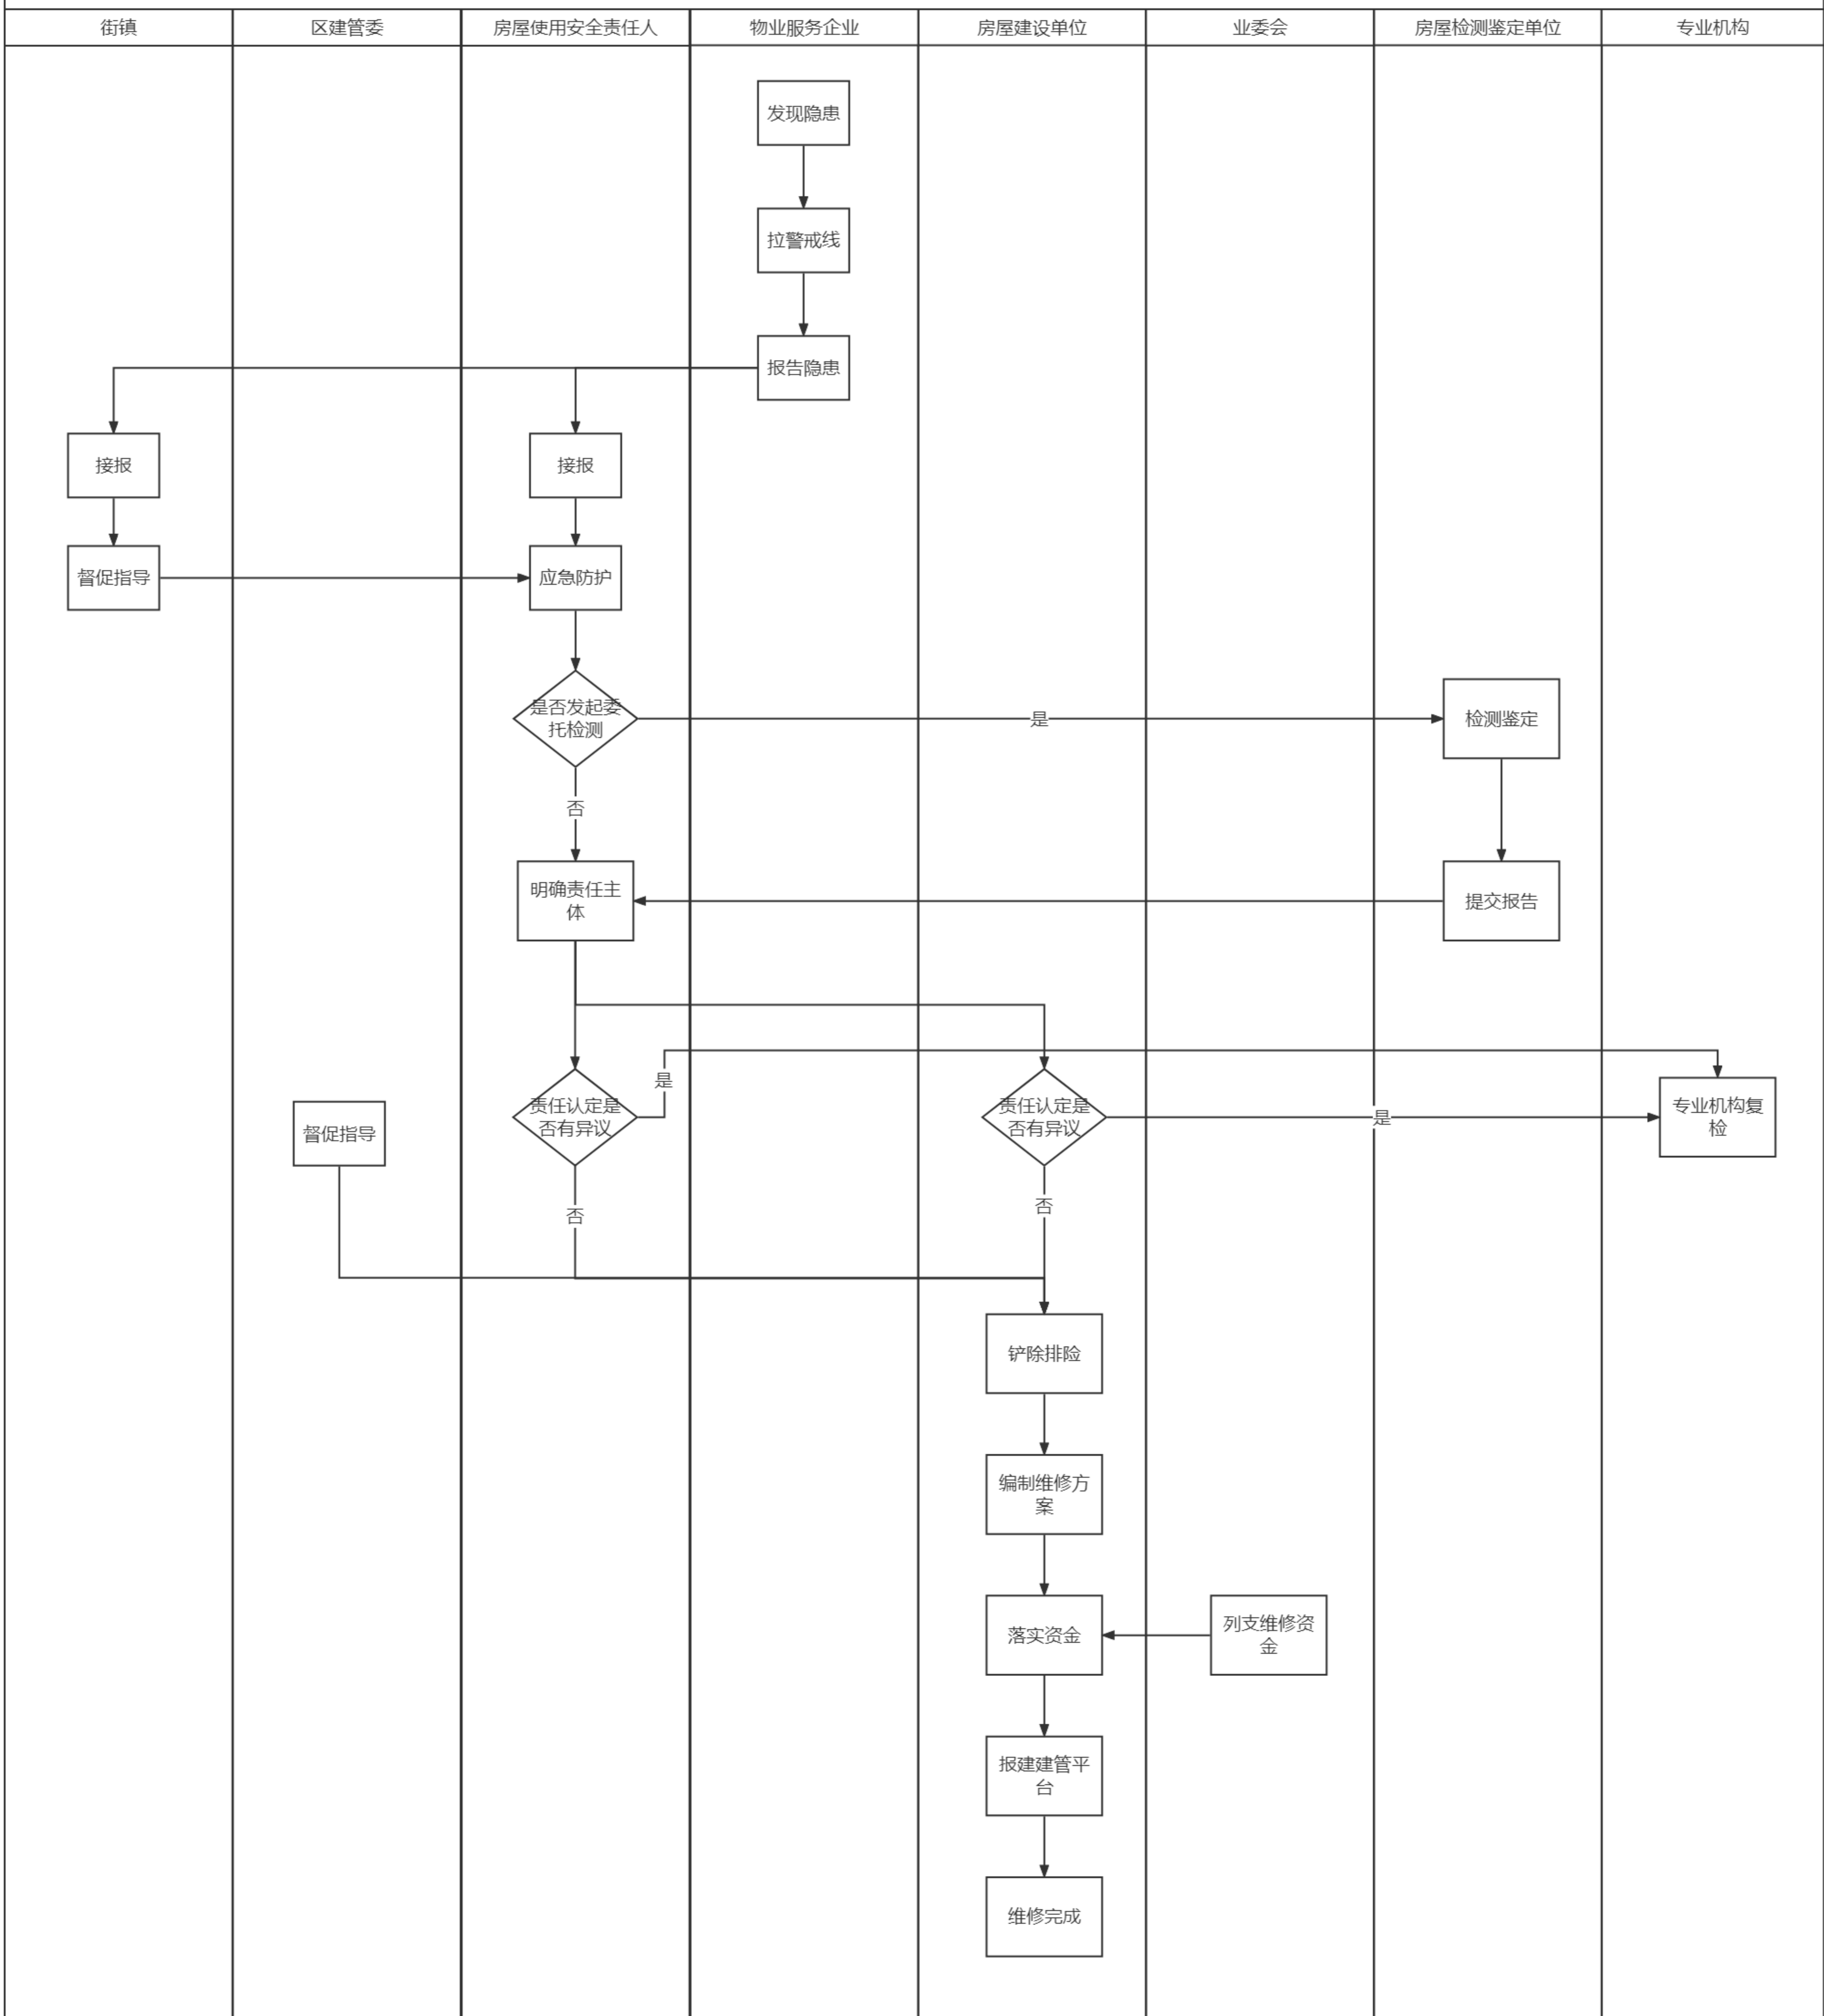 街镇
区建管委
房屋使用安全责任人
物业服务企业
房屋建设单位
业委会
房屋检测鉴定单位
专业机构
发现隐患
拉警戒线
报告隐患
接报
接报
督促指导
应急防护
是否发起委
托检测
是
检测鉴定
否
明确责任主
体
提交报告
是
督促指导
责任认定是
否有异议
责任认定是
否有异议
是
专业机构复
检
否
否
铲除排险
编制维修方
案
落实资金
列支维修资
金
报建建管平
台
维修完成